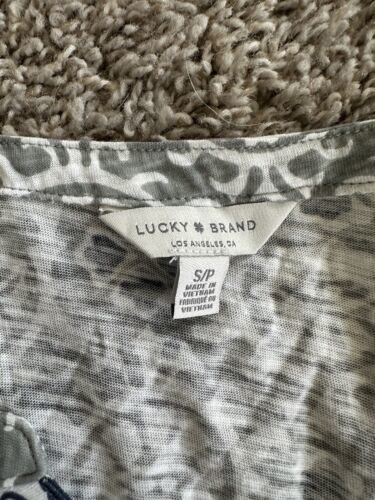 LUCKY BRAND
LOS ANGELES, CA
S/P
MADE IN
VIETNAM
FABRIQUÉ AU
VIETNAM